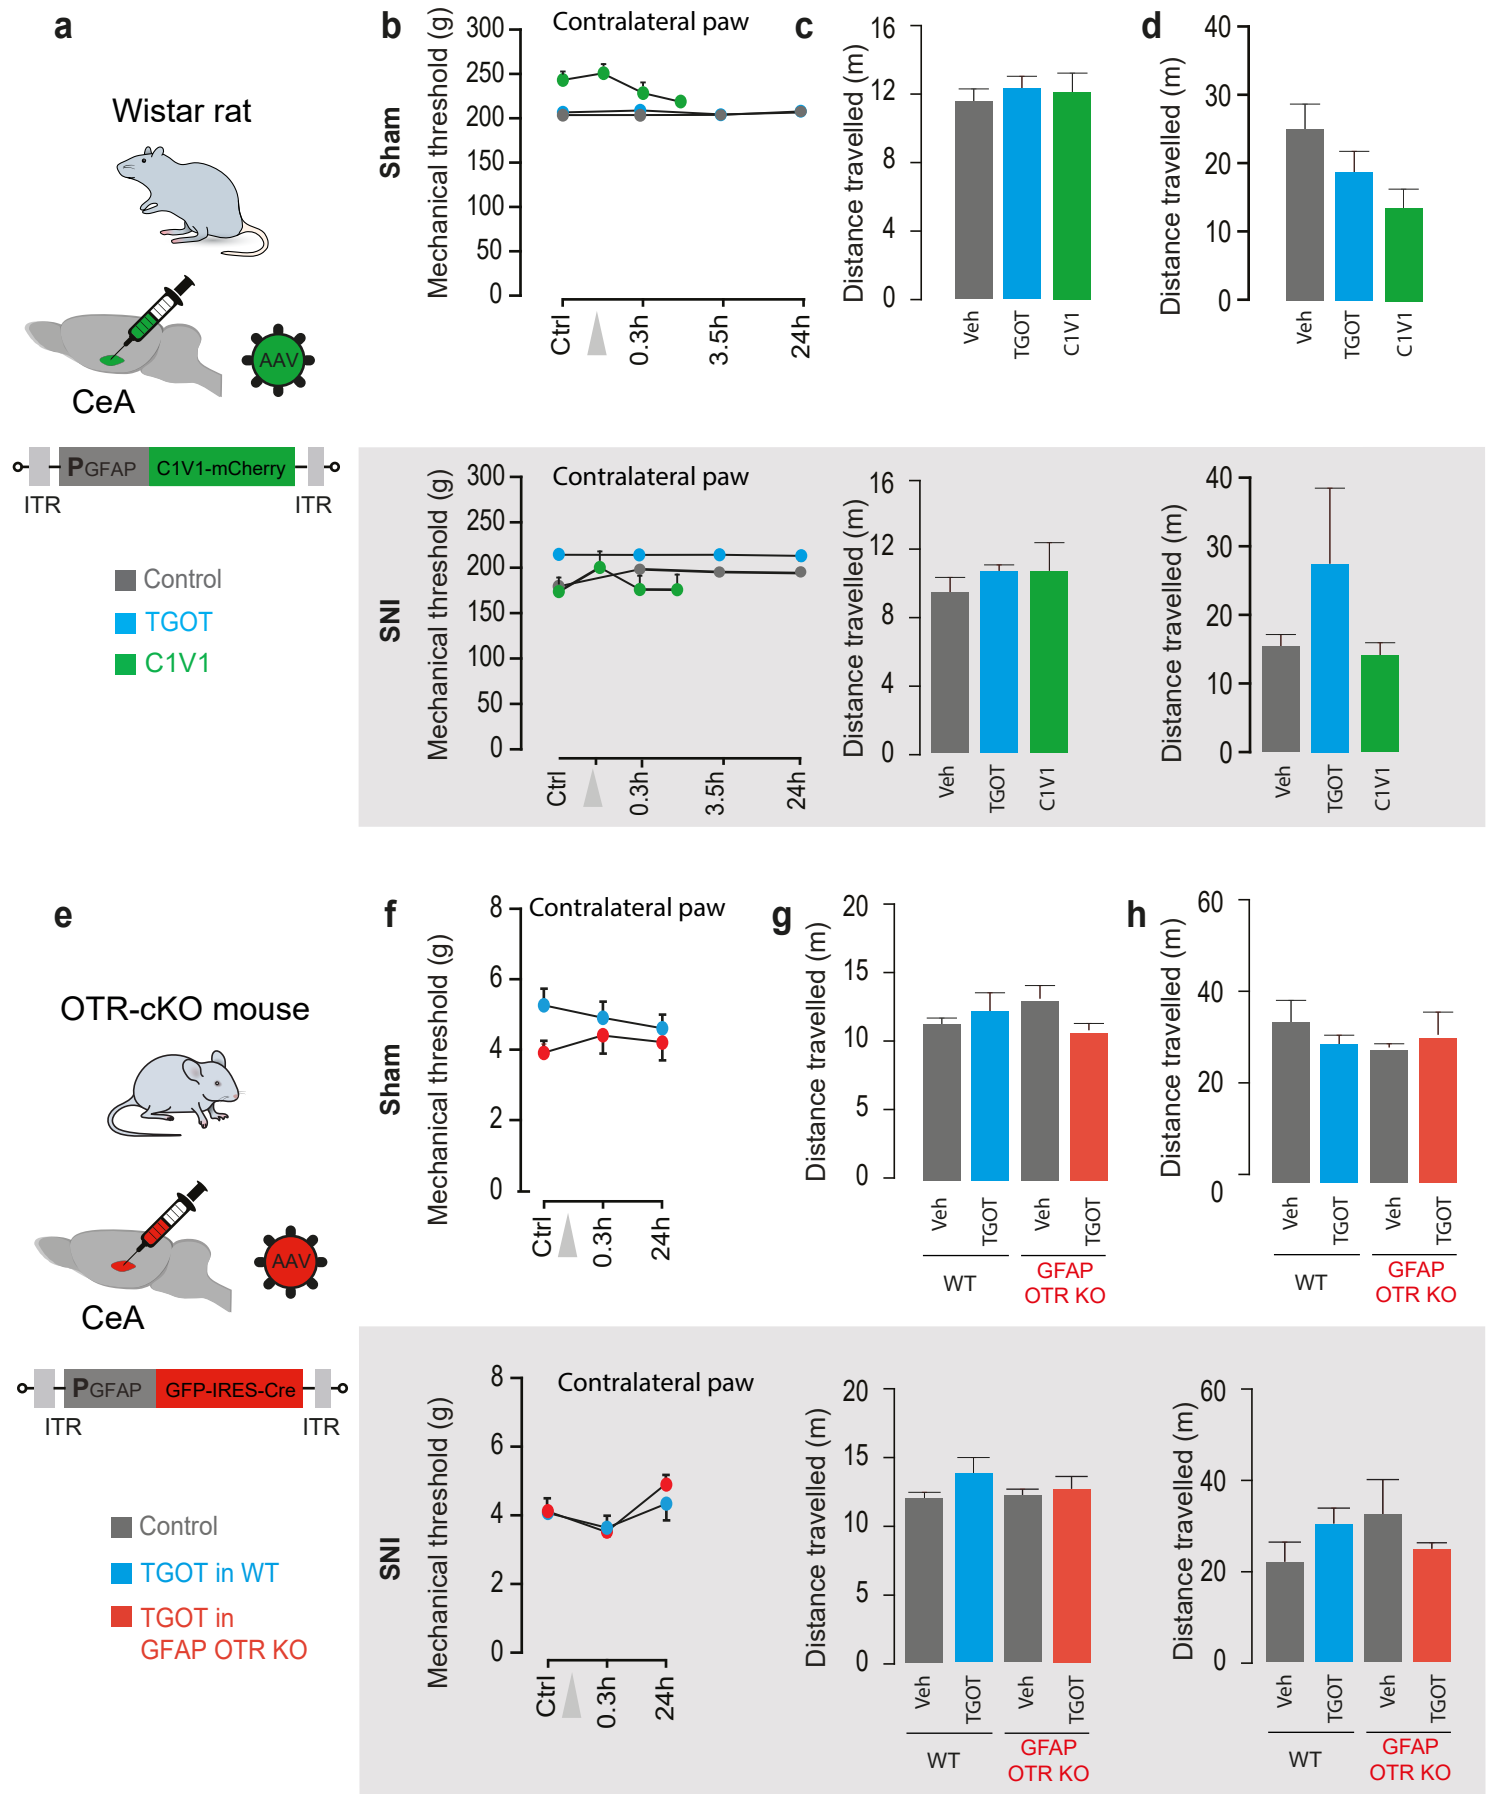 a
Wistar rat
AAV
CeA
PGFAP C1V1-mCherry
ITR ITR
Control
TGOT
C1V1
b
Sham
Contralateral paw
Mechanical threshold (g)
300
250
200
150
100
50
0
Ctrl 0.3h 3.5h 24h
c
Distance travelled (m)
16
12
8
4
0
Veh TGOT C1V1
d
Distance travelled (m)
40
30
20
10
0
Veh TGOT C1V1
SNI
Contralateral paw
Mechanical threshold (g)
300
250
200
150
100
50
0
Ctrl 0.3h 3.5h 24h
Distance travelled (m)
16
12
8
4
0
Veh TGOT C1V1
Distance travelled (m)
40
30
20
10
0
Veh TGOT C1V1
e
OTR-cKO mouse
AAV
CeA
PGFAP GFP-IRES-Cre
ITR ITR
Control
TGOT in WT
TGOT in
GFAP OTR KO
f
Sham
Contralateral paw
Mechanical threshold (g)
8
6
4
2
0
Ctrl 0.3h 24h
g
Distance travelled (m)
20
15
10
5
0
Veh TGOT Veh TGOT
WT GFAP
OTR KO
h
Distance travelled (m)
60
40
20
0
Veh TGOT Veh TGOT
WT GFAP
OTR KO
SNI
Contralateral paw
Mechanical threshold (g)
8
6
4
2
0
Ctrl 0.3h 24h
Distance travelled (m)
20
15
10
5
0
Veh TGOT Veh TGOT
WT GFAP
OTR KO
Distance travelled (m)
60
40
20
0
Veh TGOT Veh TGOT
WT GFAP
OTR KO